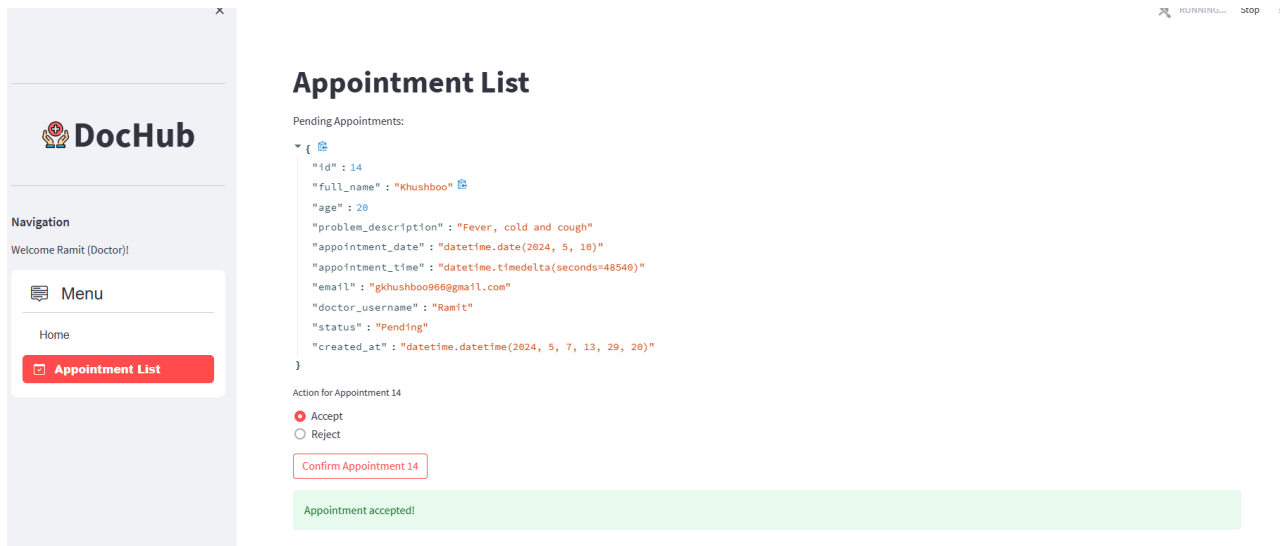 ×
RUNNING... Stop
DocHub
Navigation
Welcome Ramit (Doctor)!
Menu
Home
Appointment List
Appointment List
Pending Appointments:
{
"id" : 14
"full_name" : "Khushboo"
"age" : 20
"problem_description" : "Fever, cold and cough"
"appointment_date" : "datetime.date(2024, 5, 10)"
"appointment_time" : "datetime.timedelta(seconds=48540)"
"email" : "gkhushboo966@gmail.com"
"doctor_username" : "Ramit"
"status" : "Pending"
"created_at" : "datetime.datetime(2024, 5, 7, 13, 29, 20)"
}
Action for Appointment 14
Accept
Reject
Confirm Appointment 14
Appointment accepted!